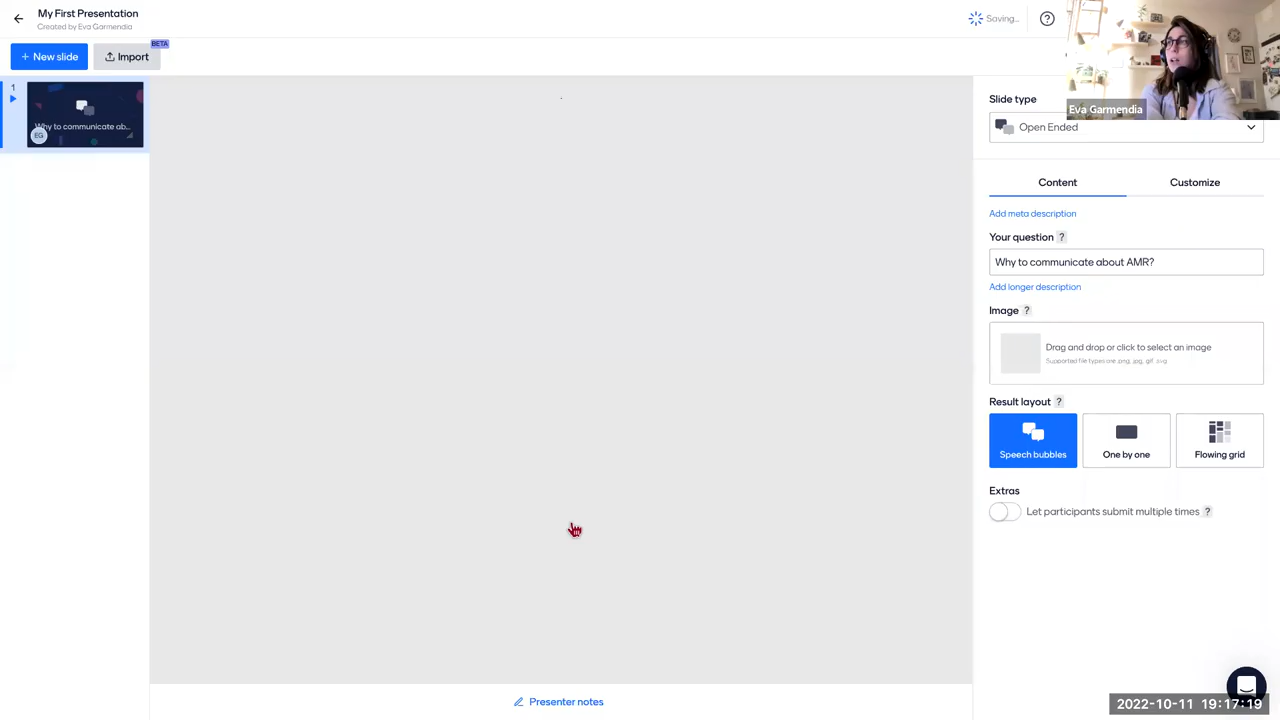 My First Presentation
Created by Eva Garmendia
Saving...
?
+ New slide
Import
BETA
1
Why to communicate ab...
EG
Eva Garmendia
Slide type
Open Ended
Content
Customize
Add meta description
Your question ?
Why to communicate about AMR?
Add longer description
Image ?
Drag and drop or click to select an image
Supported file types are .png, .jpg, .gif, .svg
Result layout ?
Speech bubbles
One by one
Flowing grid
Extras
Let participants submit multiple times ?
Presenter notes
2022-10-11 19:17:19